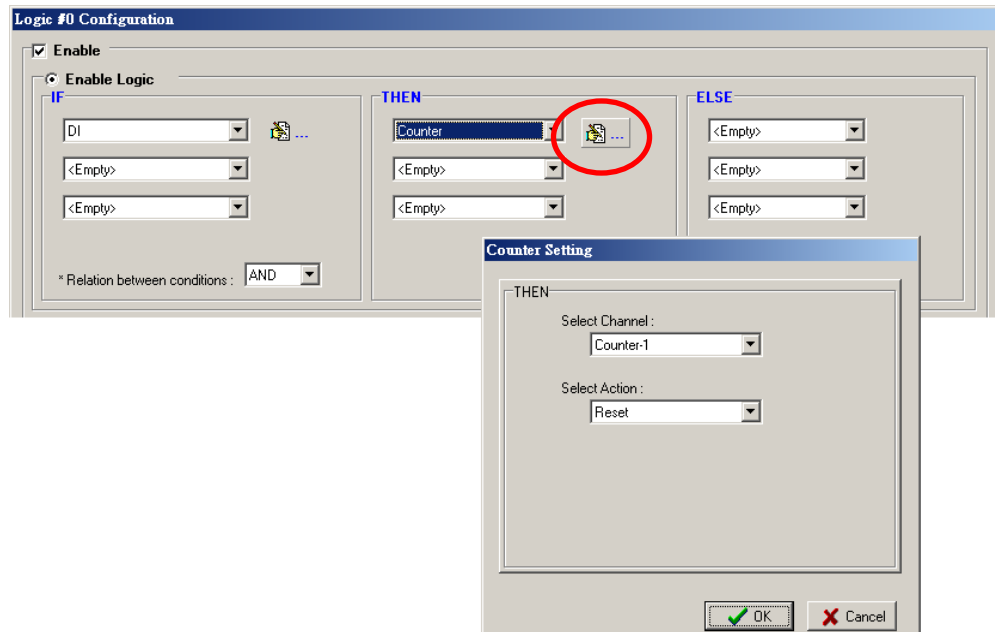 Logic #0 Configuration
Enable
Enable Logic
IF
THEN
ELSE
DI
...
Counter
...
<Empty>
<Empty>
<Empty>
<Empty>
<Empty>
<Empty>
<Empty>
* Relation between conditions :
AND
Counter Setting
THEN
Select Channel :
Counter-1
Select Action :
Reset
OK
Cancel